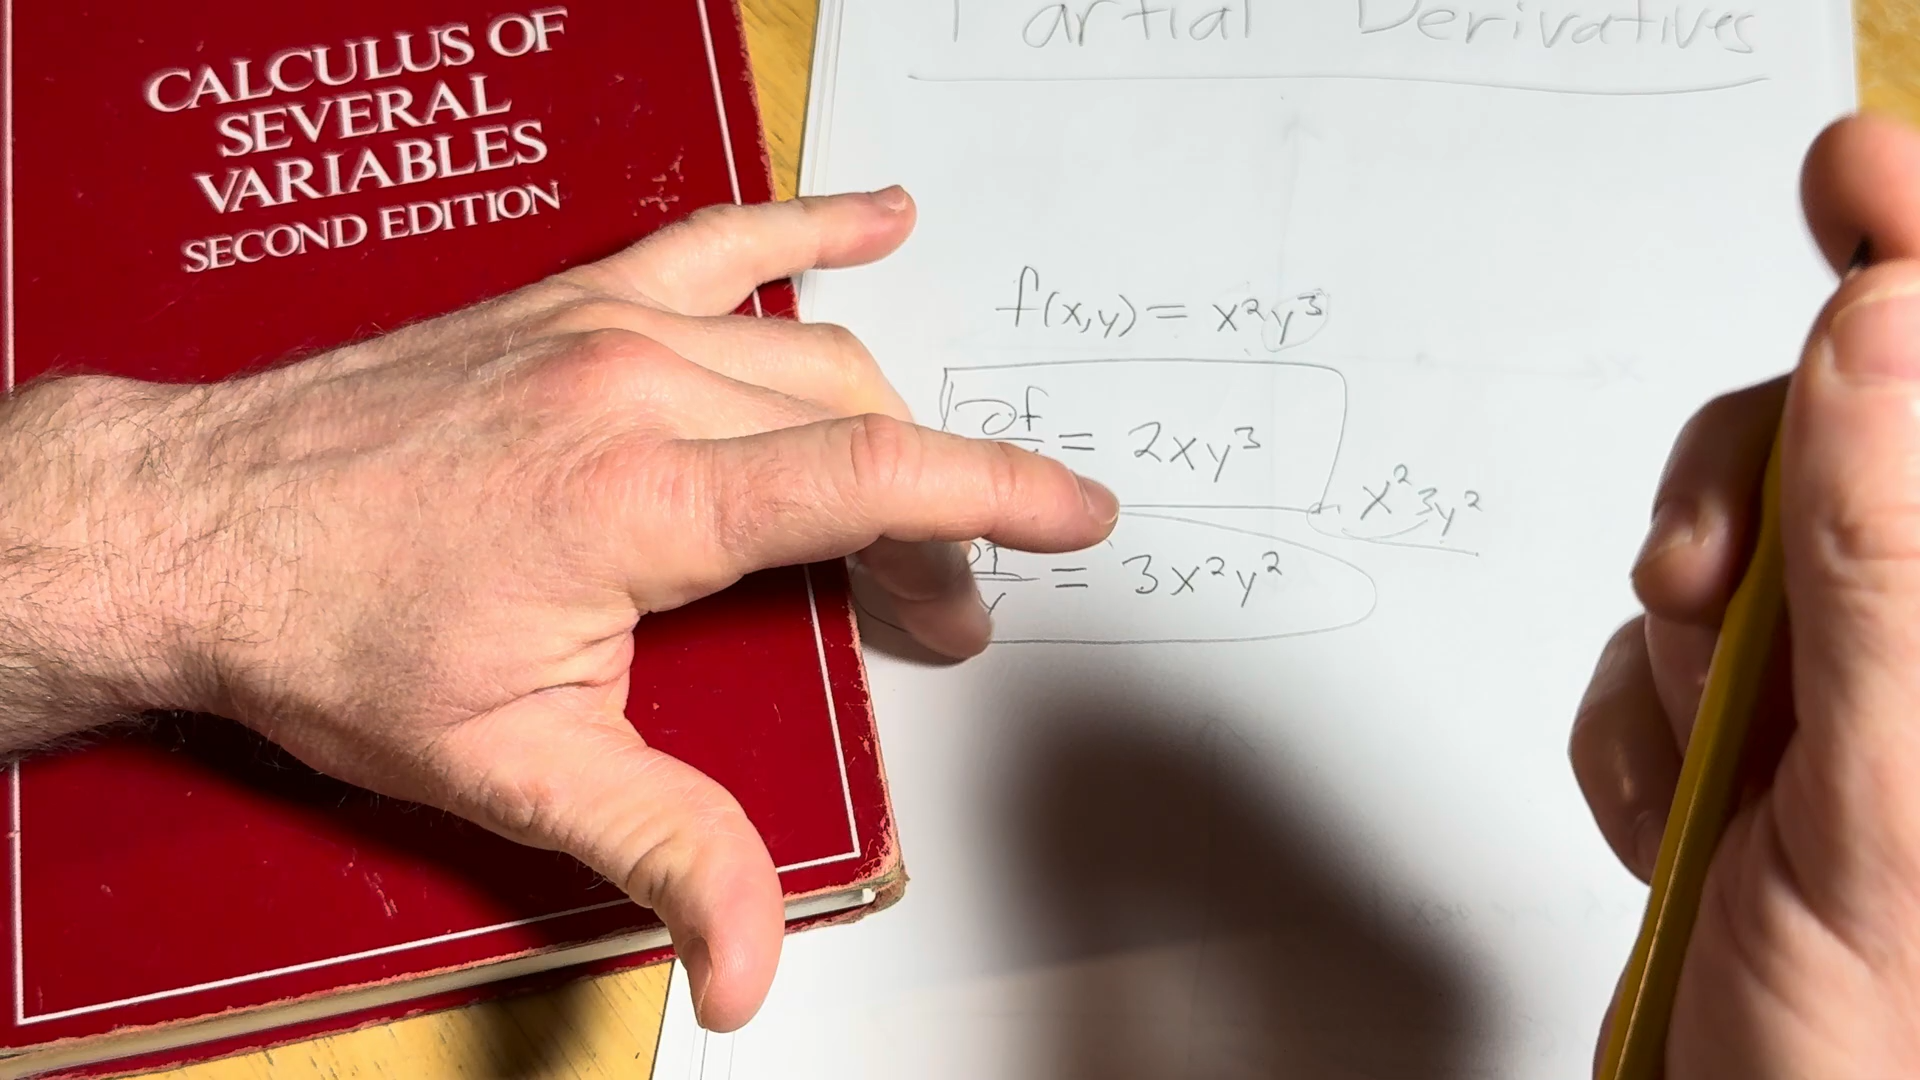 CALCULUS OF
SEVERAL
VARIABLES
SECOND EDITION
Partial Derivatives
f(x,y) = x²y³
∂f = 2xy³
x²3y²
= 3x²y²
y